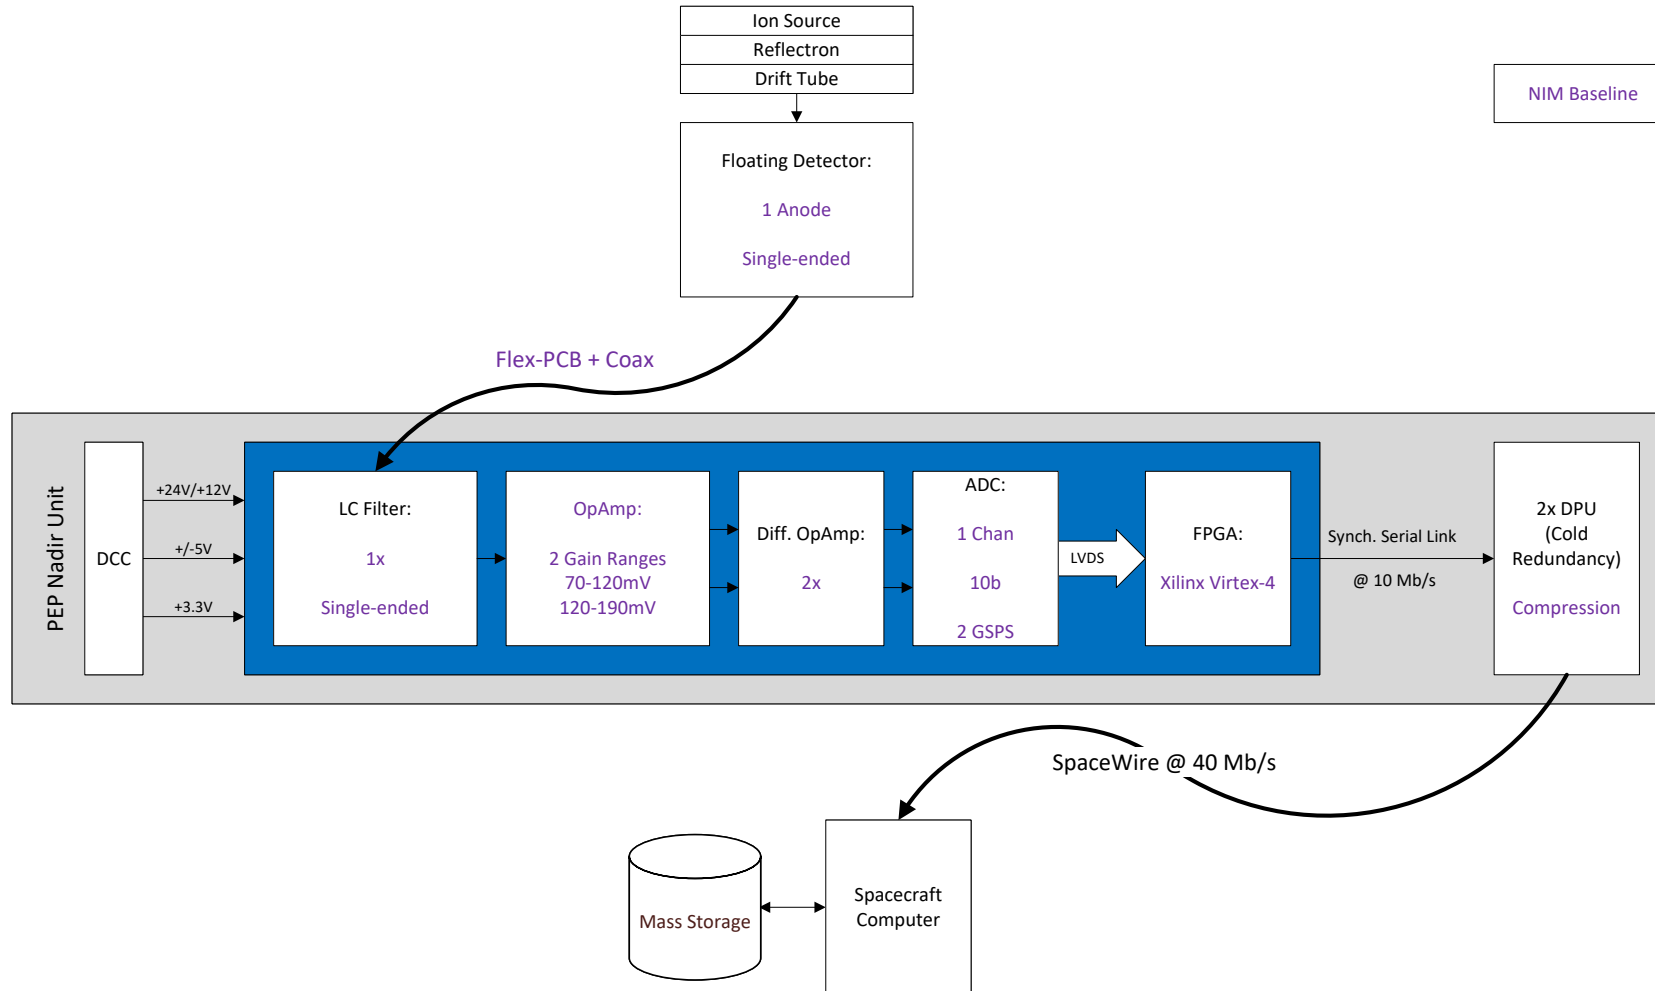 Ion Source
Reflectron
Drift Tube
NIM Baseline
Floating Detector:
1 Anode
Single-ended
Flex-PCB + Coax
PEP Nadir Unit
DCC
+24V/+12V
+/-5V
+3.3V
LC Filter:
1x
Single-ended
OpAmp:
2 Gain Ranges
70-120mV
120-190mV
Diff. OpAmp:
2x
ADC:
1 Chan
10b
2 GSPS
LVDS
FPGA:
Xilinx Virtex-4
Synch. Serial Link
@ 10 Mb/s
2x DPU
(Cold
Redundancy)
Compression
SpaceWire @ 40 Mb/s
Mass Storage
Spacecraft
Computer